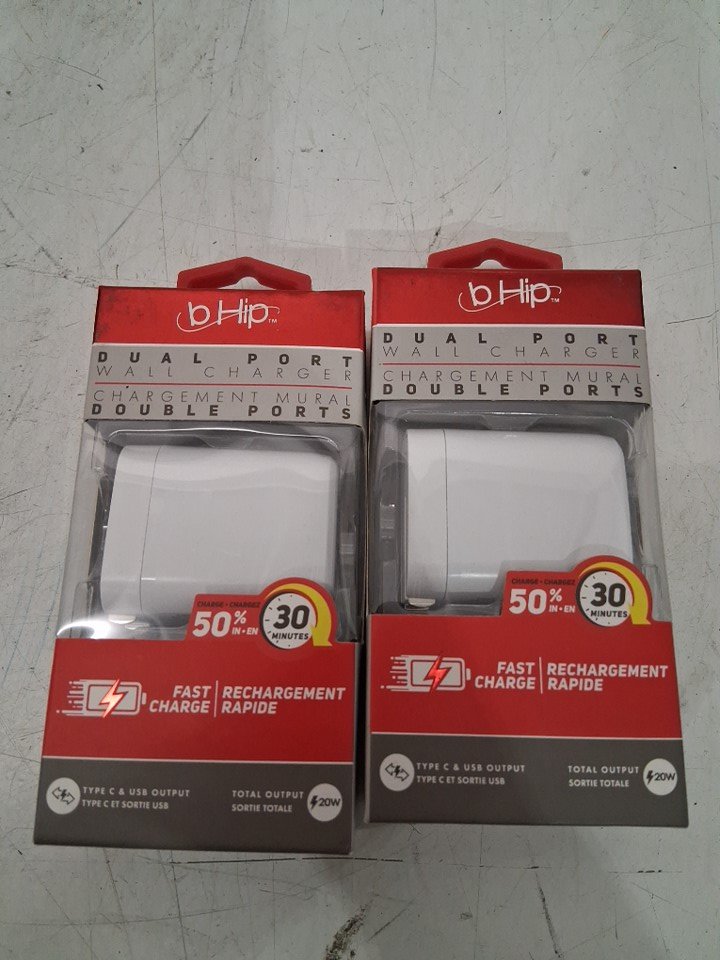 b Hip™
DUAL PORT
WALL CHARGER
CHARGEMENT MURAL
DOUBLE PORTS
CHARGE • CHARGEZ
50%
IN • EN
30
MINUTES
FAST
CHARGE
RECHARGEMENT
RAPIDE
TYPE C & USB OUTPUT
TYPE C ET SORTIE USB
TOTAL OUTPUT
SORTIE TOTALE
20W
b Hip™
DUAL PORT
WALL CHARGER
CHARGEMENT MURAL
DOUBLE PORTS
CHARGE • CHARGEZ
50%
IN • EN
30
MINUTES
FAST
CHARGE
RECHARGEMENT
RAPIDE
TYPE C & USB OUTPUT
TYPE C ET SORTIE USB
TOTAL OUTPUT
SORTIE TOTALE
20W